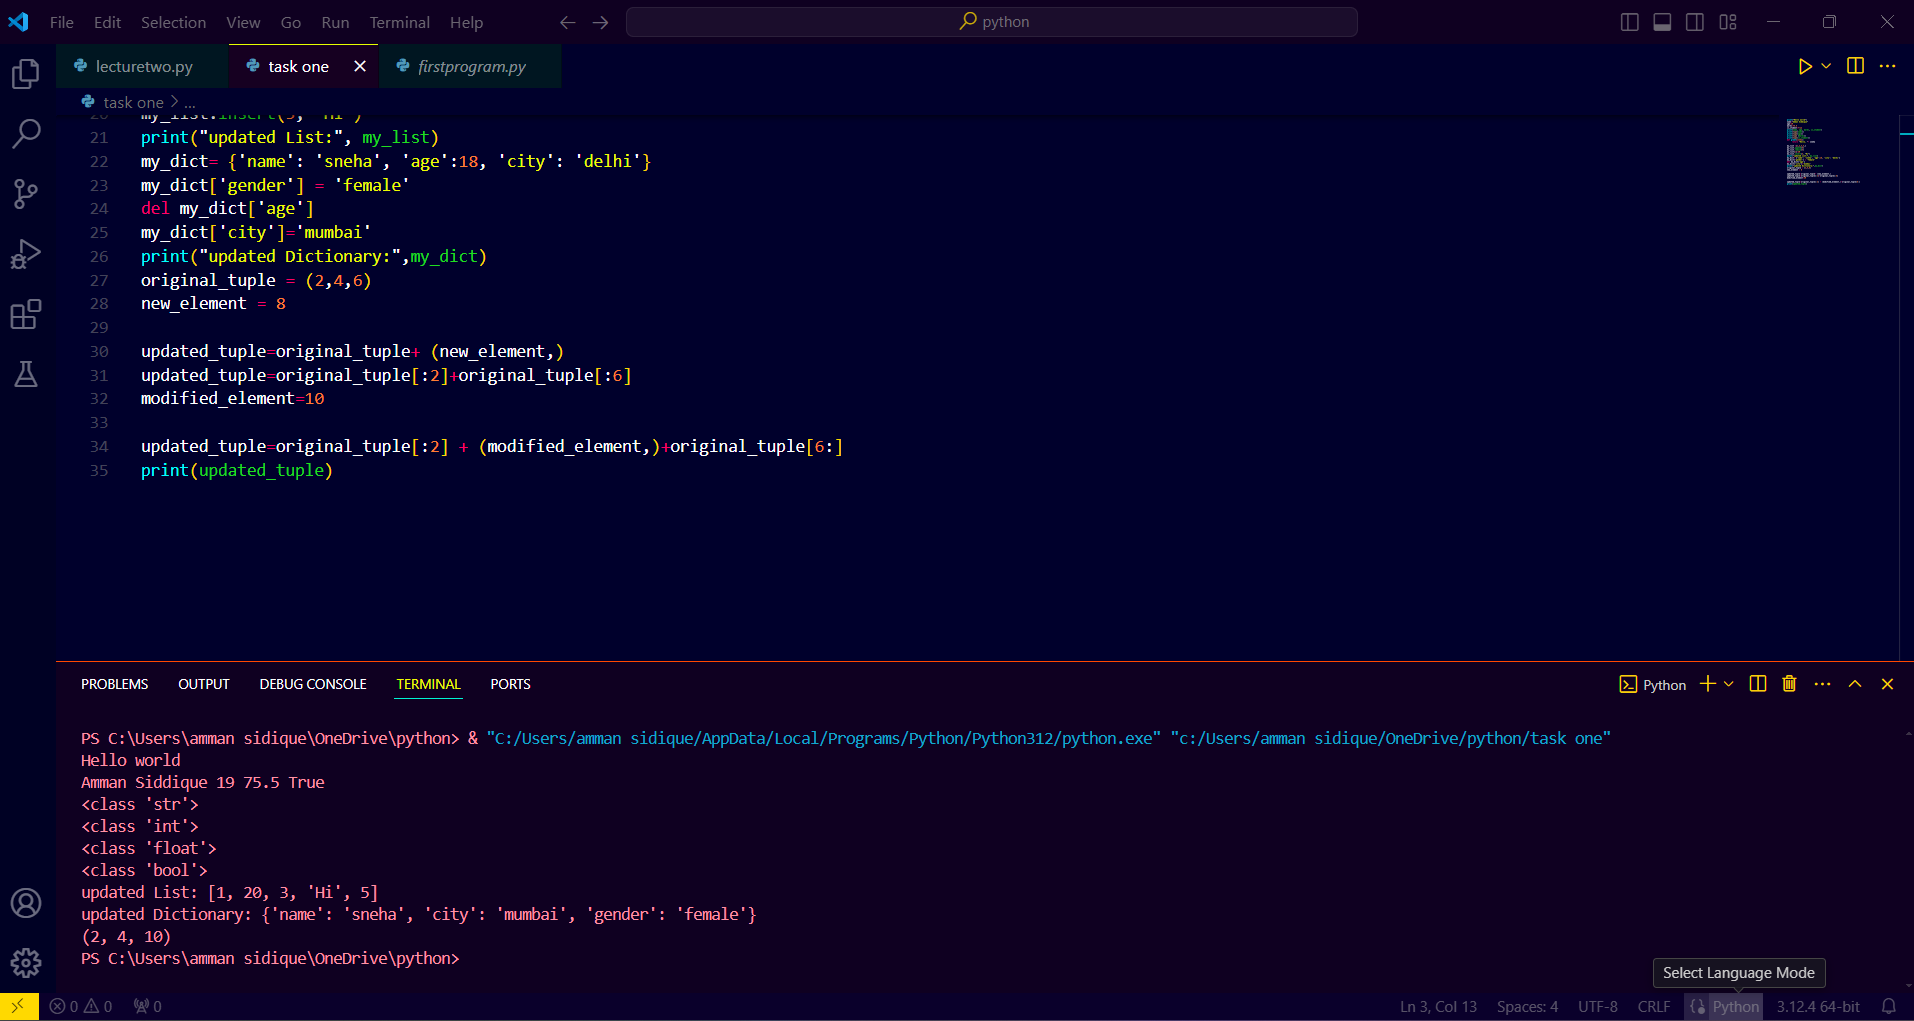 File Edit Selection View Go Run Terminal Help python
lecturetwo.py task one firstprogram.py
task one > ...
20 my_list.insert(3, 'Hi')
21 print("updated List:", my_list)
22 my_dict= {'name': 'sneha', 'age':18, 'city': 'delhi'}
23 my_dict['gender'] = 'female'
24 del my_dict['age']
25 my_dict['city']='mumbai'
26 print("updated Dictionary:",my_dict)
27 original_tuple = (2,4,6)
28 new_element = 8
29
30 updated_tuple=original_tuple+ (new_element,)
31 updated_tuple=original_tuple[:2]+original_tuple[:6]
32 modified_element=10
33
34 updated_tuple=original_tuple[:2] + (modified_element,)+original_tuple[6:]
35 print(updated_tuple)
PROBLEMS OUTPUT DEBUG CONSOLE TERMINAL PORTS Python
PS C:\Users\amman sidique\OneDrive\python> & "C:/Users/amman sidique/AppData/Local/Programs/Python/Python312/python.exe" "c:/Users/amman sidique/OneDrive/python/task one"
Hello world
Amman Siddique 19 75.5 True
<class 'str'>
<class 'int'>
<class 'float'>
<class 'bool'>
updated List: [1, 20, 3, 'Hi', 5]
updated Dictionary: {'name': 'sneha', 'city': 'mumbai', 'gender': 'female'}
(2, 4, 10)
PS C:\Users\amman sidique\OneDrive\python>
Select Language Mode
0 0 0 Ln 3, Col 13 Spaces: 4 UTF-8 CRLF Python 3.12.4 64-bit